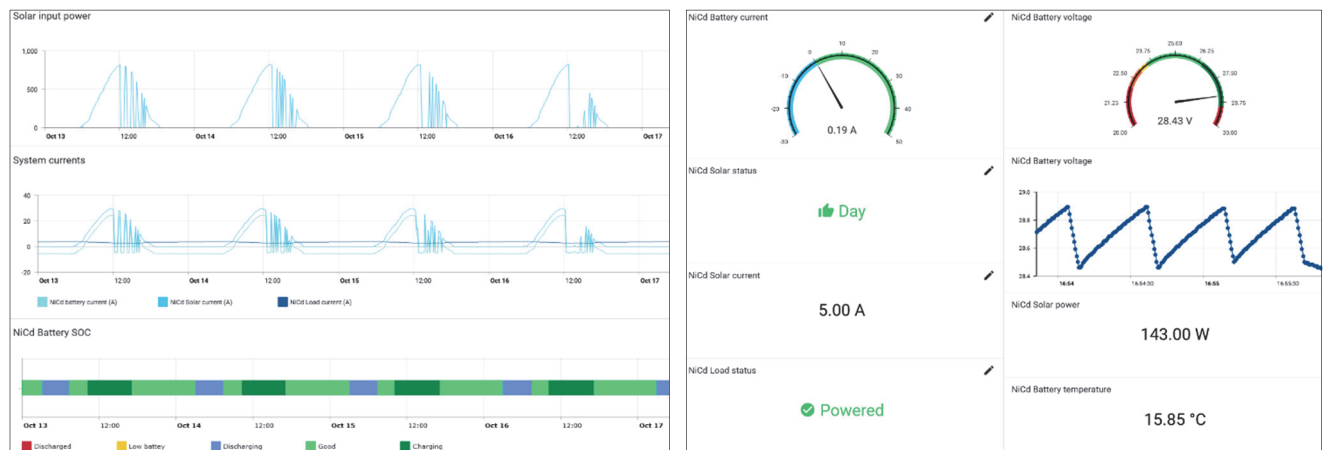 Solar input power
1,000
500
0
Oct 13 12:00 Oct 14 12:00 Oct 15 12:00 Oct 16 12:00 Oct 17
System currents
40
20
0
-20
Oct 13 12:00 Oct 14 12:00 Oct 15 12:00 Oct 16 12:00 Oct 17
NiCd battery current (A) NiCd Solar current (A) NiCd Load current (A)
NiCd Battery SOC
Oct 13 12:00 Oct 14 12:00 Oct 15 12:00 Oct 16 12:00 Oct 17
Discharged Low battey Discharging Good Charging
NiCd Battery current
0 10 20
30
-20 40
-30 50
0.19 A
NiCd Solar status
Day
NiCd Solar current
5.00 A
NiCd Load status
Powered
NiCd Battery voltage
23.75 25.00 26.25
22.50 27.50
21.25 28.75
20.00 30.00
28.43 V
NiCd Battery voltage
29.0
28.8
28.6
28.4
16:54 16:54:30 16:55 16:55:30
NiCd Solar power
143.00 W
NiCd Battery temperature
15.85 °C